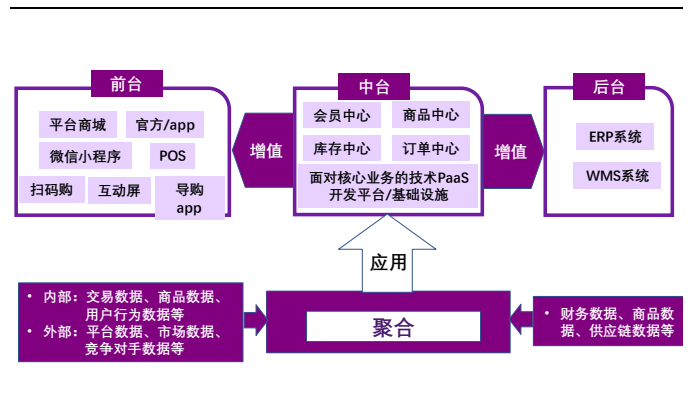 前台
平台商城
官方/app
微信小程序
POS
扫码购
互动屏
导购
app
增值
中台
会员中心
商品中心
库存中心
订单中心
面对核心业务的技术PaaS
开发平台/基础设施
增值
后台
ERP系统
WMS系统
应用
• 内部：交易数据、商品数据、
用户行为数据等
• 外部：平台数据、市场数据、
竞争对手数据等
聚合
• 财务数据、商品数
据、供应链数据等